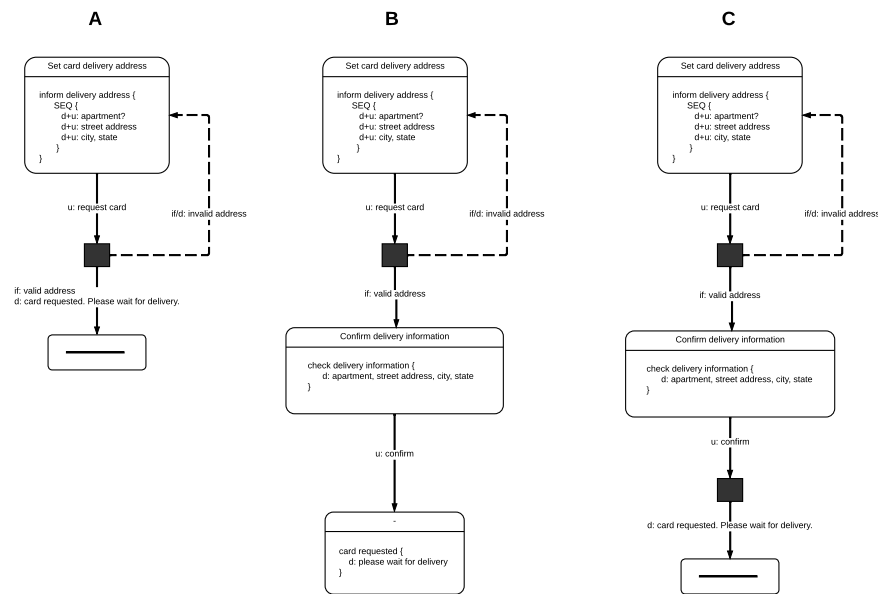 A
Set card delivery address
inform delivery address {
SEQ {
d+u: apartment?
d+u: street address
d+u: city, state
}
}
u: request card
if/d: invalid address
if: valid address
d: card requested. Please wait for delivery.
B
Set card delivery address
inform delivery address {
SEQ {
d+u: apartment?
d+u: street address
d+u: city, state
}
}
u: request card
if/d: invalid address
if: valid address
Confirm delivery information
check delivery information {
d: apartment, street address, city, state
}
u: confirm
-
card requested {
d: please wait for delivery
}
C
Set card delivery address
inform delivery address {
SEQ {
d+u: apartment?
d+u: street address
d+u: city, state
}
}
u: request card
if/d: invalid address
if: valid address
Confirm delivery information
check delivery information {
d: apartment, street address, city, state
}
u: confirm
d: card requested. Please wait for delivery.